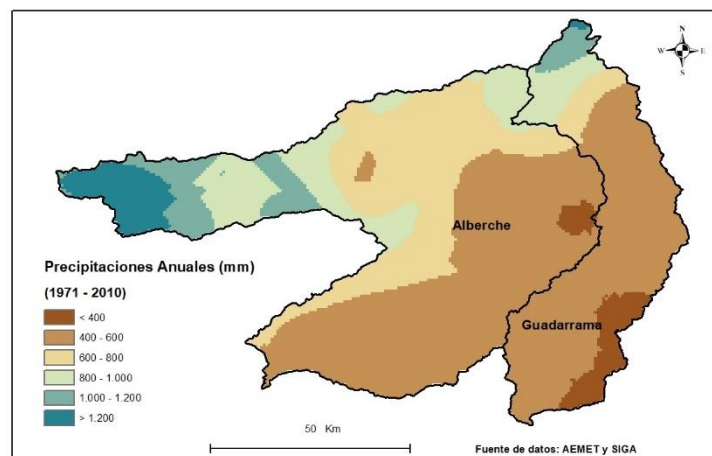 N
W E
S
Alberche
Guadarrama
Precipitaciones Anuales (mm)
(1971 - 2010)
< 400
400 - 600
600 - 800
800 - 1.000
1.000 - 1.200
> 1.200
50 Km
Fuente de datos: AEMET y SIGA